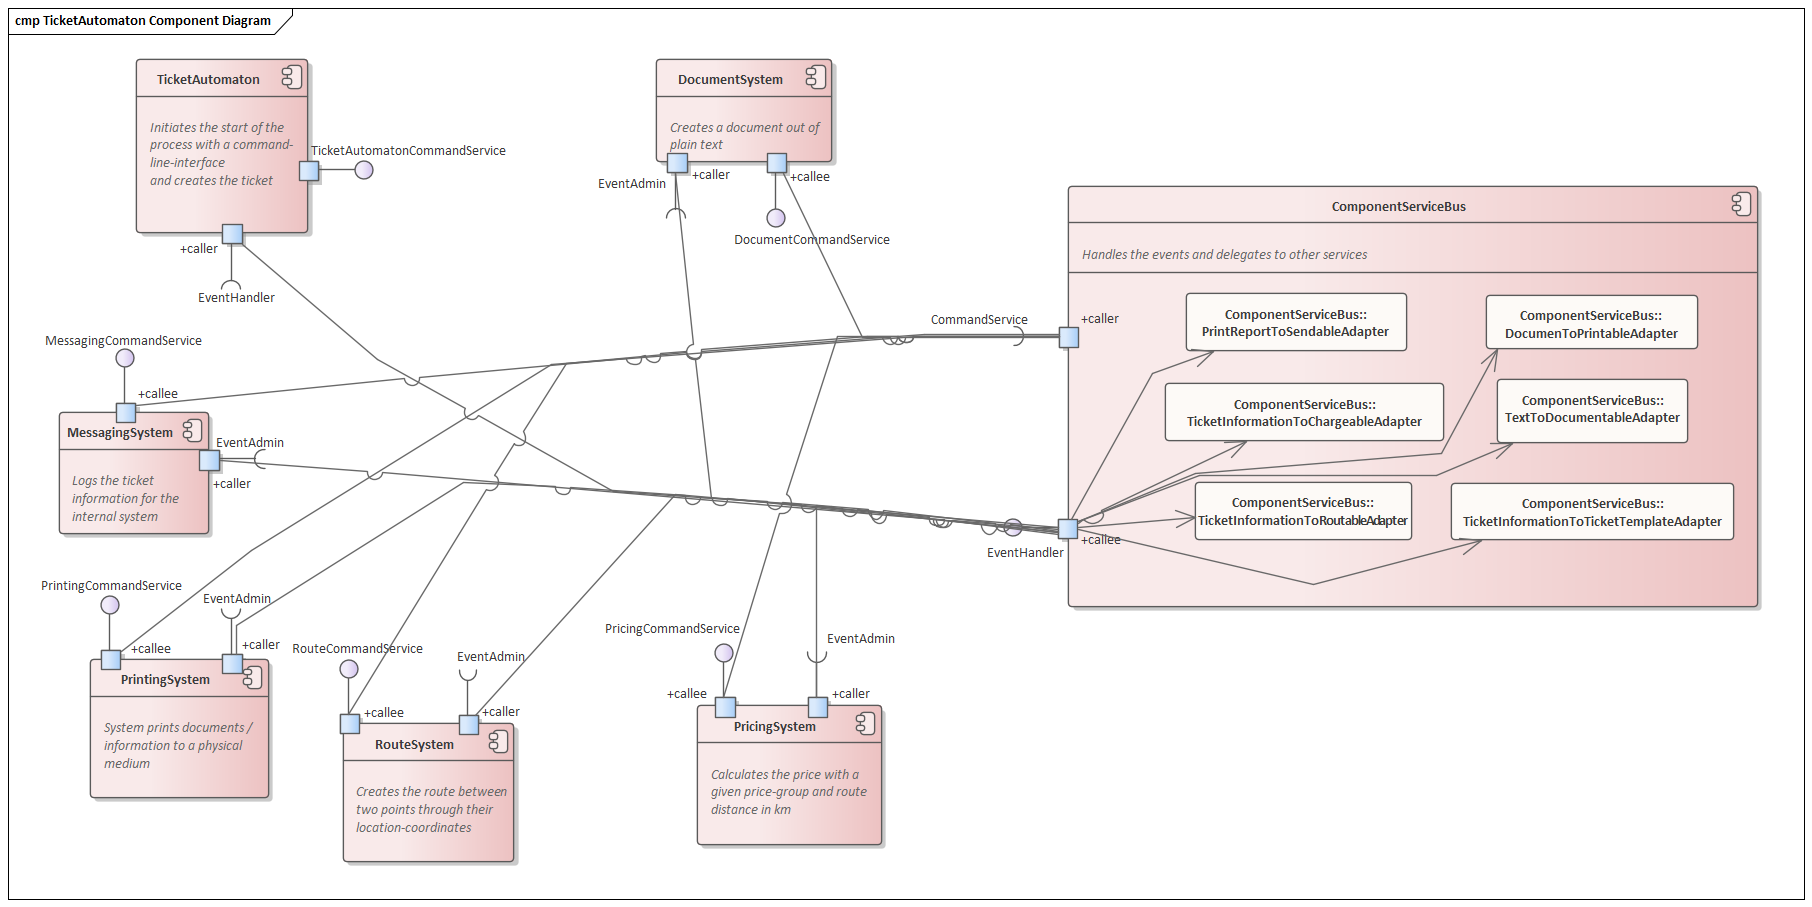 cmp TicketAutomaton Component Diagram
TicketAutomaton
Initiates the start of the
process with a command-
line-interface
and creates the ticket
TicketAutomatonCommandService
+caller
EventHandler
DocumentSystem
Creates a document out of
plain text
EventAdmin
+caller
+callee
DocumentCommandService
ComponentServiceBus
Handles the events and delegates to other services
CommandService
+caller
ComponentServiceBus::
PrintReportToSendableAdapter
ComponentServiceBus::
DocumenToPrintableAdapter
ComponentServiceBus::
TicketInformationToChargeableAdapter
ComponentServiceBus::
TextToDocumentableAdapter
ComponentServiceBus::
TicketInformationToRoutableAdapter
ComponentServiceBus::
TicketInformationToTicketTemplateAdapter
EventHandler
+callee
MessagingCommandService
+callee
MessagingSystem
EventAdmin
+caller
Logs the ticket
information for the
internal system
PrintingCommandService
EventAdmin
+callee
+caller
PrintingSystem
System prints documents /
information to a physical
medium
RouteCommandService
EventAdmin
+callee
+caller
RouteSystem
Creates the route between
two points through their
location-coordinates
PricingCommandService
EventAdmin
+callee
+caller
PricingSystem
Calculates the price with a
given price-group and route
distance in km